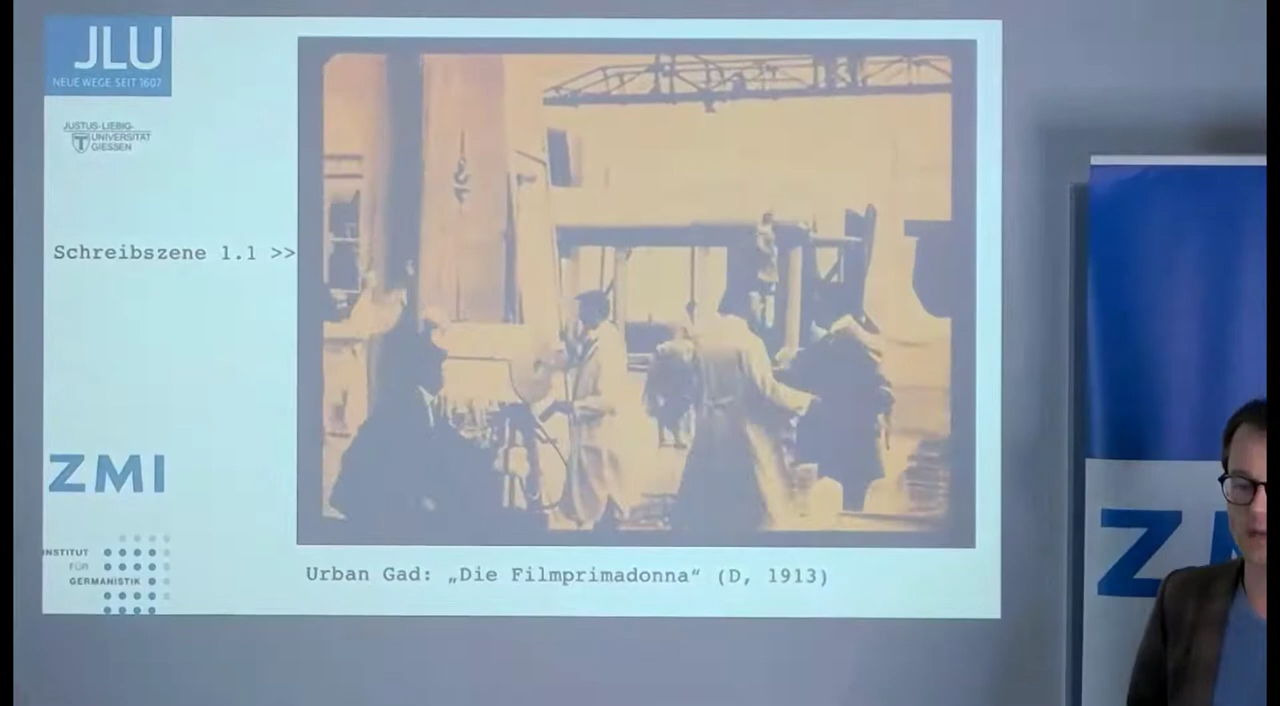 JLU
NEUE WEGE SEIT 1607
JUSTUS-LIEBIG-
UNIVERSITÄT
GIESSEN
Schreibszene 1.1 >>
ZMI
INSTITUT
FÜR
GERMANISTIK
Urban Gad: „Die Filmprimadonna“ (D, 1913)